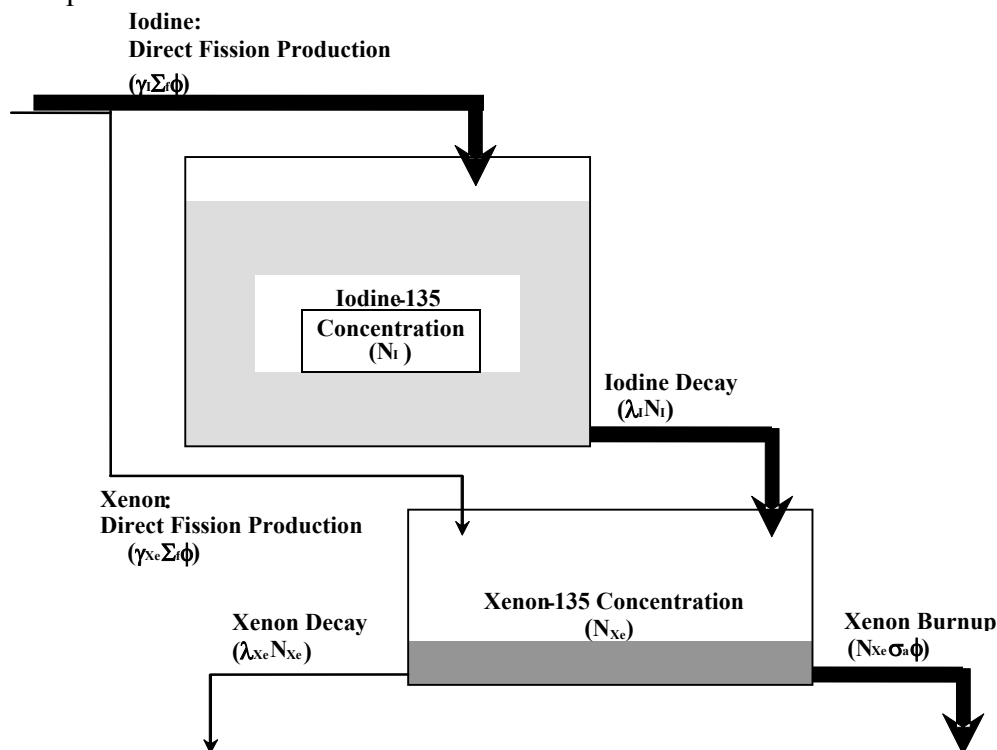 Iodine:
Direct Fission Production
(γIΣfϕ)
Iodine-135
Concentration
(NI )
Iodine Decay
(λINI)
Xenon:
Direct Fission Production
(γXeΣfϕ)
Xenon-135 Concentration
(NXe)
Xenon Decay
(λXeNXe)
Xenon Burnup
(NXeσaϕ)